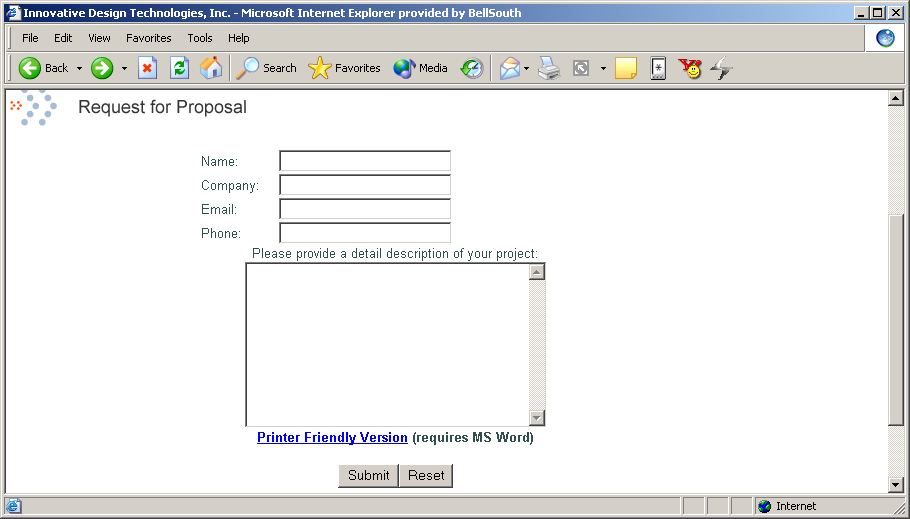 Innovative Design Technologies, Inc. - Microsoft Internet Explorer provided by BellSouth
File Edit View Favorites Tools Help
Back Search Favorites Media
Request for Proposal
Name:
Company:
Email:
Phone:
Please provide a detail description of your project:
Printer Friendly Version (requires MS Word)
Submit Reset
Internet